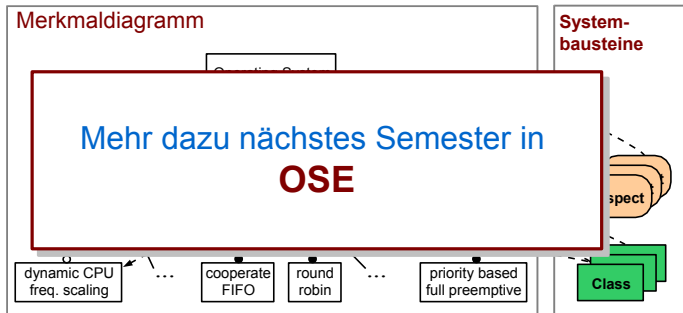 Merkmaldiagramm
System-
bausteine
Mehr dazu nächstes Semester in
OSE
spect
Class
dynamic CPU
freq. scaling
...
cooperate
FIFO
round
robin
...
priority based
full preemptive